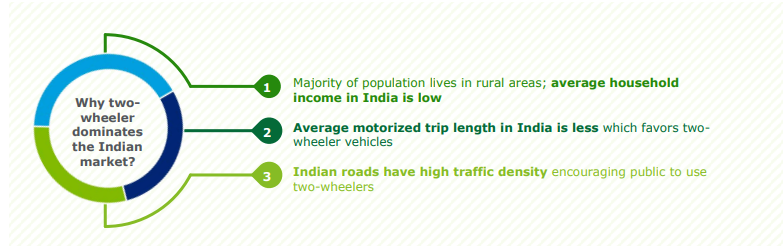 Why two-
wheeler
dominates
the Indian
market?
1
Majority of population lives in rural areas; average household
income in India is low
2
Average motorized trip length in India is less which favors two-
wheeler vehicles
3
Indian roads have high traffic density encouraging public to use
two-wheelers